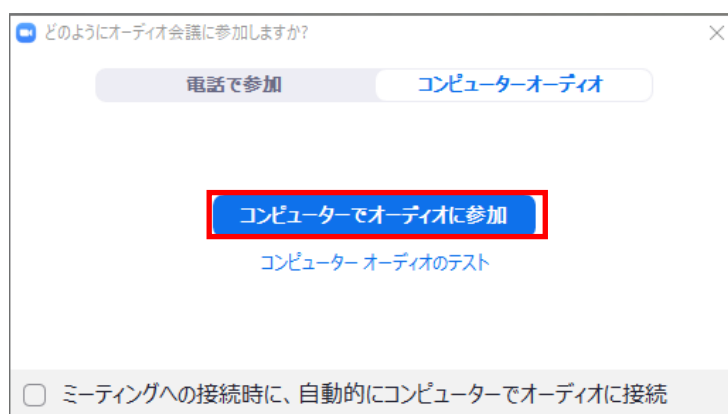 どのようにオーディオ会議に参加しますか?
電話で参加 コンピューターオーディオ
コンピューターでオーディオに参加
コンピューター オーディオのテスト
ミーティングへの接続時に、自動的にコンピューターでオーディオに接続